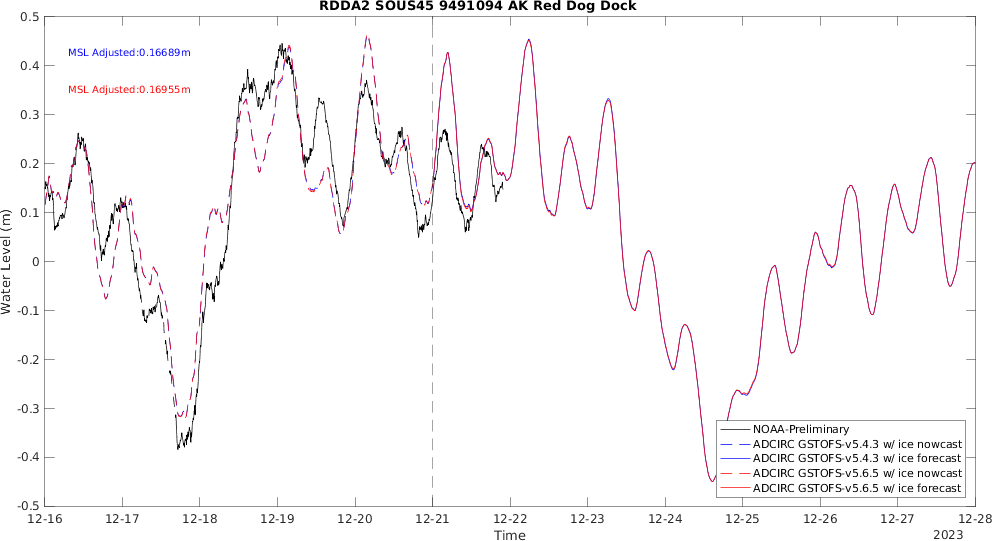 RDDA2 SOUS45 9491094 AK Red Dog Dock
MSL Adjusted:0.16689m
MSL Adjusted:0.16955m
0.5
0.4
0.3
0.2
0.1
0
-0.1
-0.2
-0.3
-0.4
-0.5
Water Level (m)
NOAA-Preliminary
ADCIRC GSTOFS-v5.4.3 w/ ice nowcast
ADCIRC GSTOFS-v5.4.3 w/ ice forecast
ADCIRC GSTOFS-v5.6.5 w/ ice nowcast
ADCIRC GSTOFS-v5.6.5 w/ ice forecast
12-16 12-17 12-18 12-19 12-20 12-21 12-22 12-23 12-24 12-25 12-26 12-27 12-28
Time
2023